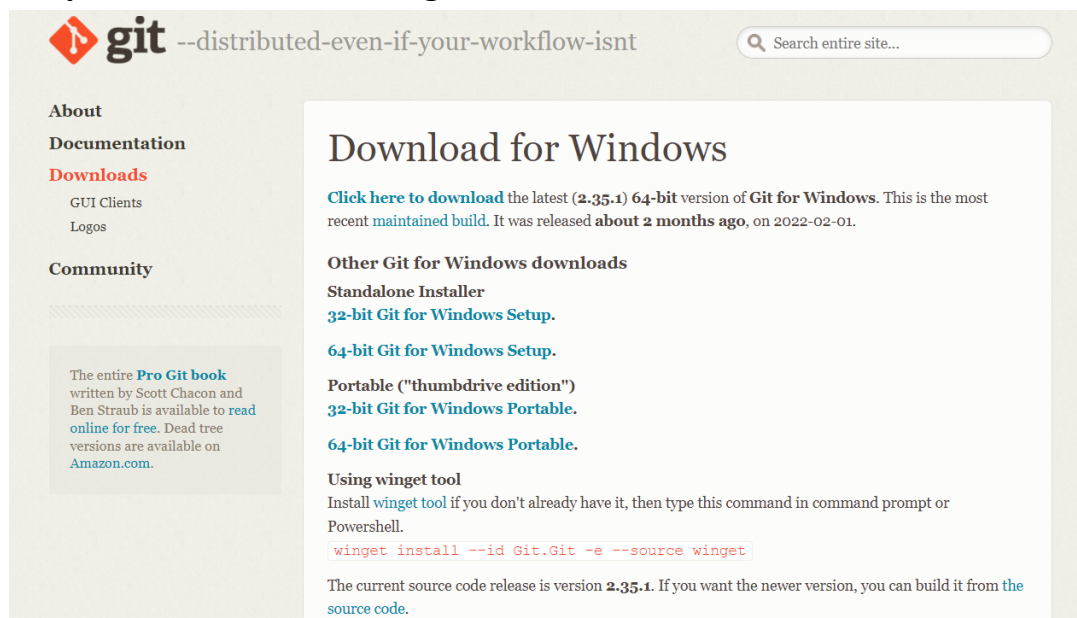 git --distributed-even-if-your-workflow-isnt
Search entire site...
About
Documentation
Downloads
GUI Clients
Logos
Community
The entire Pro Git book
written by Scott Chacon and
Ben Straub is available to read
online for free. Dead tree
versions are available on
Amazon.com.
Download for Windows
Click here to download the latest (2.35.1) 64-bit version of Git for Windows. This is the most
recent maintained build. It was released about 2 months ago, on 2022-02-01.
Other Git for Windows downloads
Standalone Installer
32-bit Git for Windows Setup.
64-bit Git for Windows Setup.
Portable ("thumbdrive edition")
32-bit Git for Windows Portable.
64-bit Git for Windows Portable.
Using winget tool
Install winget tool if you don't already have it, then type this command in command prompt or
Powershell.
winget install --id Git.Git -e --source winget
The current source code release is version 2.35.1. If you want the newer version, you can build it from the
source code.